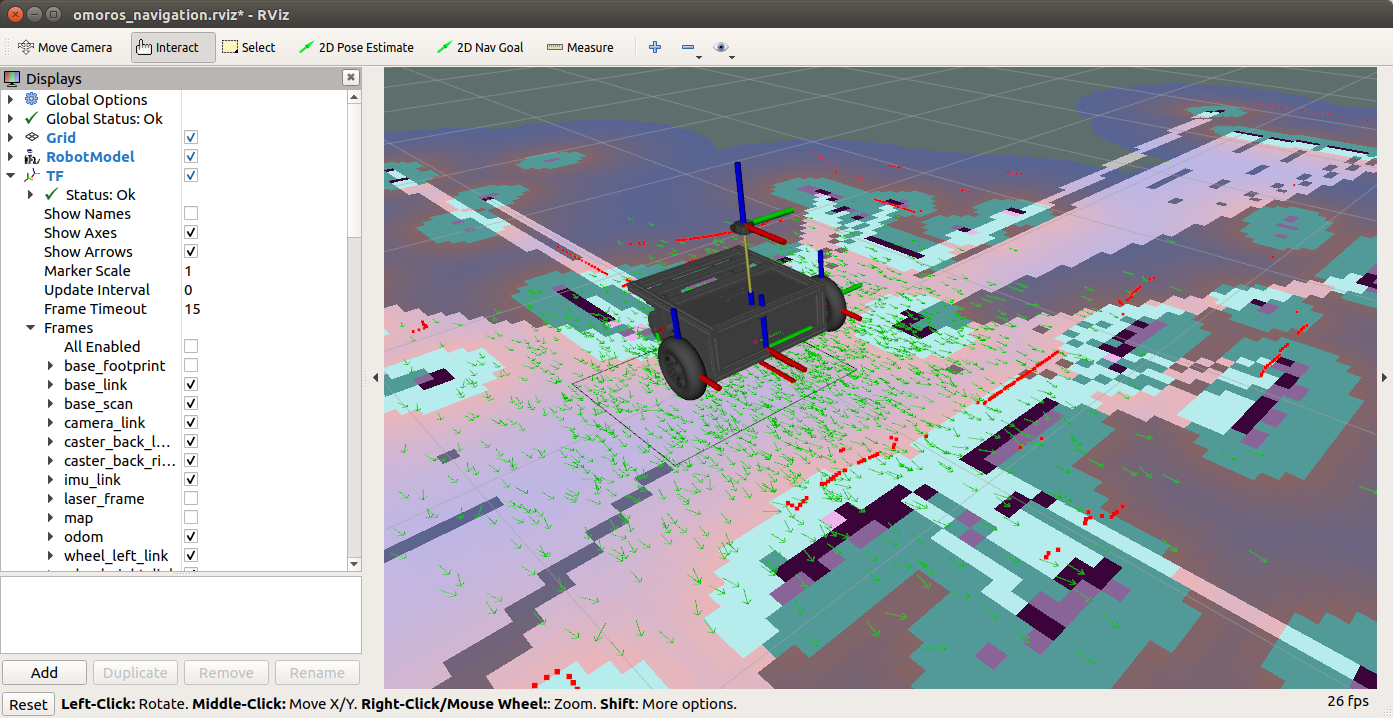 omoros_navigation.rviz* - RViz
Move Camera Interact Select 2D Pose Estimate 2D Nav Goal Measure
Displays
Global Options
Global Status: Ok
Grid
RobotModel
TF
Status: Ok
Show Names
Show Axes
Show Arrows
Marker Scale 1
Update Interval 0
Frame Timeout 15
Frames
All Enabled
base_footprint
base_link
base_scan
camera_link
caster_back_l...
caster_back_ri...
imu_link
laser_frame
map
odom
wheel_left_link
Add Duplicate Remove Rename
Reset Left-Click: Rotate. Middle-Click: Move X/Y. Right-Click/Mouse Wheel:: Zoom. Shift: More options. 26 fps